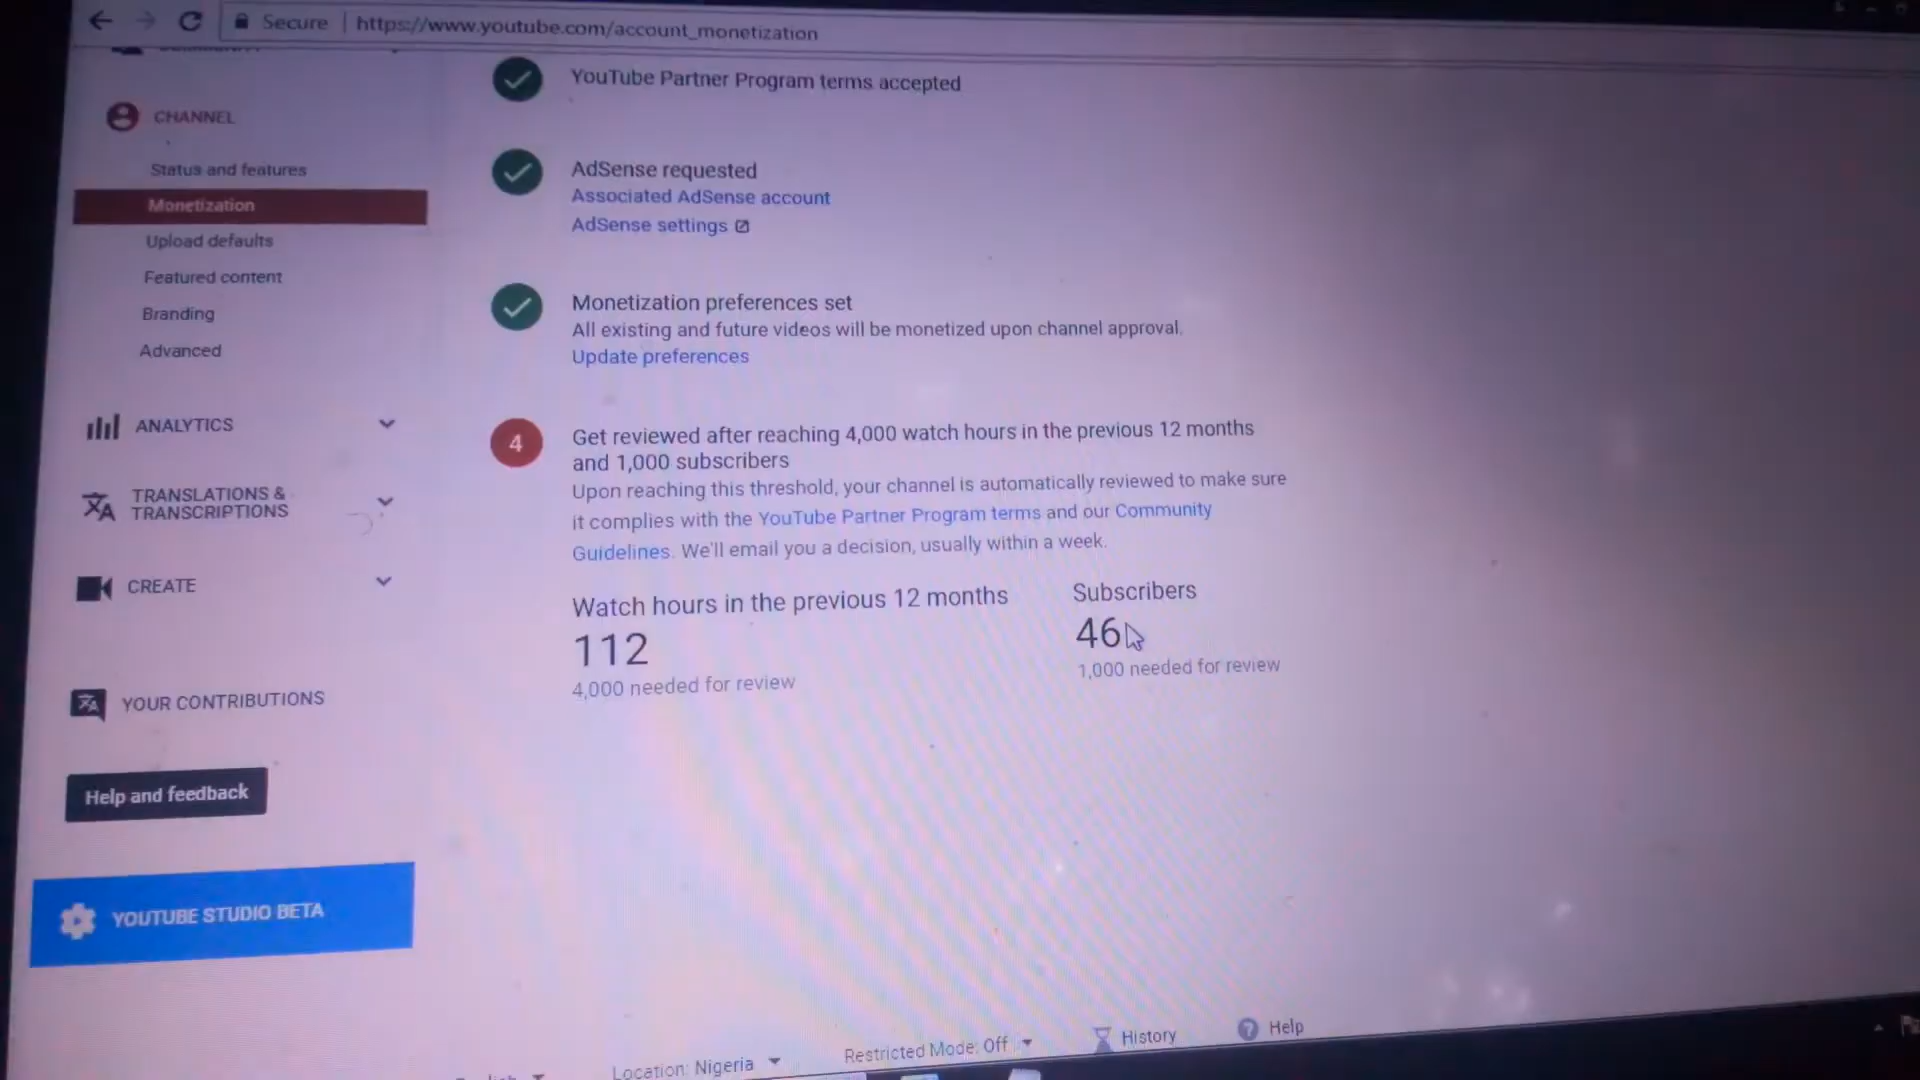 Secure | https://www.youtube.com/account_monetization
CHANNEL
Status and features
Monetization
Upload defaults
Featured content
Branding
Advanced
ANALYTICS
TRANSLATIONS &
TRANSCRIPTIONS
CREATE
YOUR CONTRIBUTIONS
Help and feedback
YOUTUBE STUDIO BETA
YouTube Partner Program terms accepted
AdSense requested
Associated AdSense account
AdSense settings
Monetization preferences set
All existing and future videos will be monetized upon channel approval.
Update preferences
4
Get reviewed after reaching 4,000 watch hours in the previous 12 months
and 1,000 subscribers
Upon reaching this threshold, your channel is automatically reviewed to make sure
it complies with the YouTube Partner Program terms and our Community
Guidelines. We'll email you a decision, usually within a week.
Watch hours in the previous 12 months
112
4,000 needed for review
Subscribers
46
1,000 needed for review
Location: Nigeria
Restricted Mode: Off
History
Help